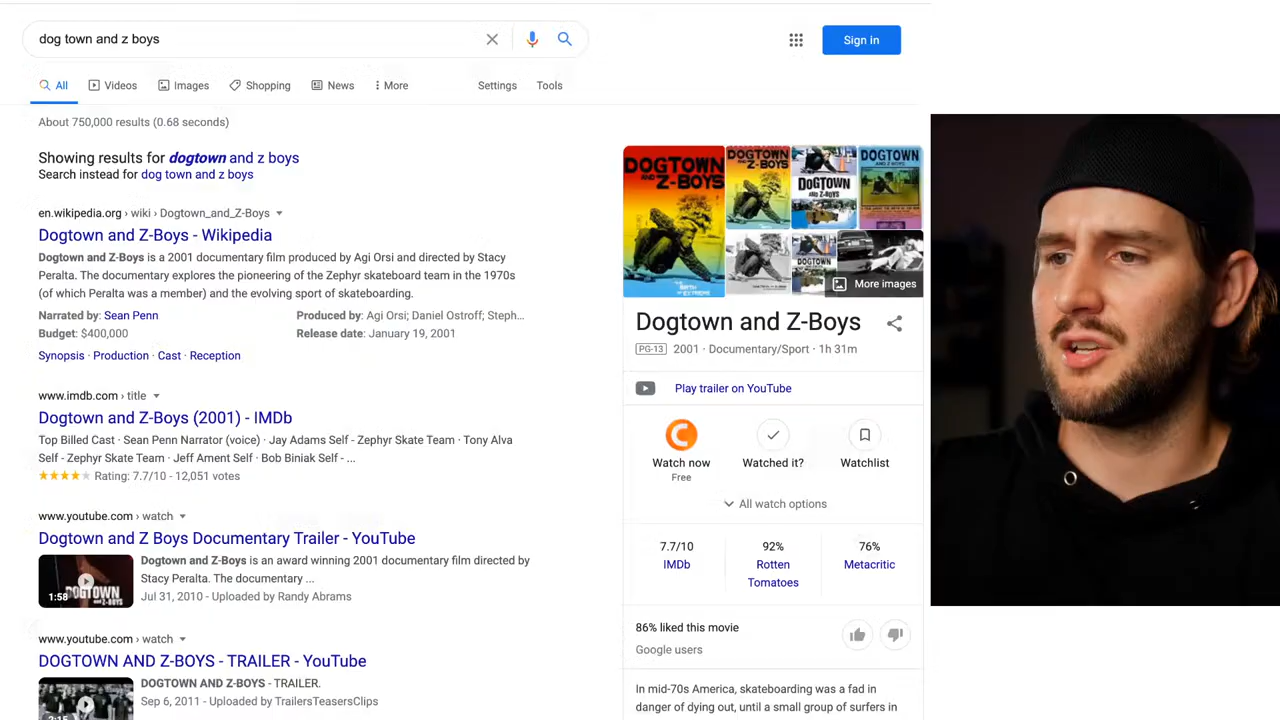 dog town and z boys
Sign in
All Videos Images Shopping News More Settings Tools
About 750,000 results (0.68 seconds)
Showing results for dogtown and z boys
Search instead for dog town and z boys
en.wikipedia.org › wiki › Dogtown_and_Z-Boys
Dogtown and Z-Boys - Wikipedia
Dogtown and Z-Boys is a 2001 documentary film produced by Agi Orsi and directed by Stacy
Peralta. The documentary explores the pioneering of the Zephyr skateboard team in the 1970s
(of which Peralta was a member) and the evolving sport of skateboarding.
Narrated by: Sean Penn Produced by: Agi Orsi; Daniel Ostroff; Steph...
Budget: $400,000 Release date: January 19, 2001
Synopsis · Production · Cast · Reception
www.imdb.com › title
Dogtown and Z-Boys (2001) - IMDb
Top Billed Cast · Sean Penn Narrator (voice) · Jay Adams Self - Zephyr Skate Team · Tony Alva
Self - Zephyr Skate Team · Jeff Ament Self · Bob Biniak Self - ...
Rating: 7.7/10 - 12,051 votes
www.youtube.com › watch
Dogtown and Z Boys Documentary Trailer - YouTube
Dogtown and Z-Boys is an award winning 2001 documentary film directed by
Stacy Peralta. The documentary ...
Jul 31, 2010 - Uploaded by Randy Abrams
1:58
DOGTOWN
and Z-BOYS
www.youtube.com › watch
DOGTOWN AND Z-BOYS - TRAILER - YouTube
DOGTOWN AND Z-BOYS - TRAILER.
Sep 6, 2011 - Uploaded by TrailersTeasersClips
2:15
DOGTOWN
AND
Z-BOYS
DOGTOWN
AND
Z-BOYS
DOGTOWN
DOGTOWN
DOGTOWN
More images
Dogtown and Z-Boys
PG-13 2001 · Documentary/Sport · 1h 31m
Play trailer on YouTube
Watch now Watched it? Watchlist
Free
All watch options
7.7/10 92% 76%
IMDb Rotten Metacritic
Tomatoes
86% liked this movie
Google users
In mid-70s America, skateboarding was a fad in
danger of dying out, until a small group of surfers in